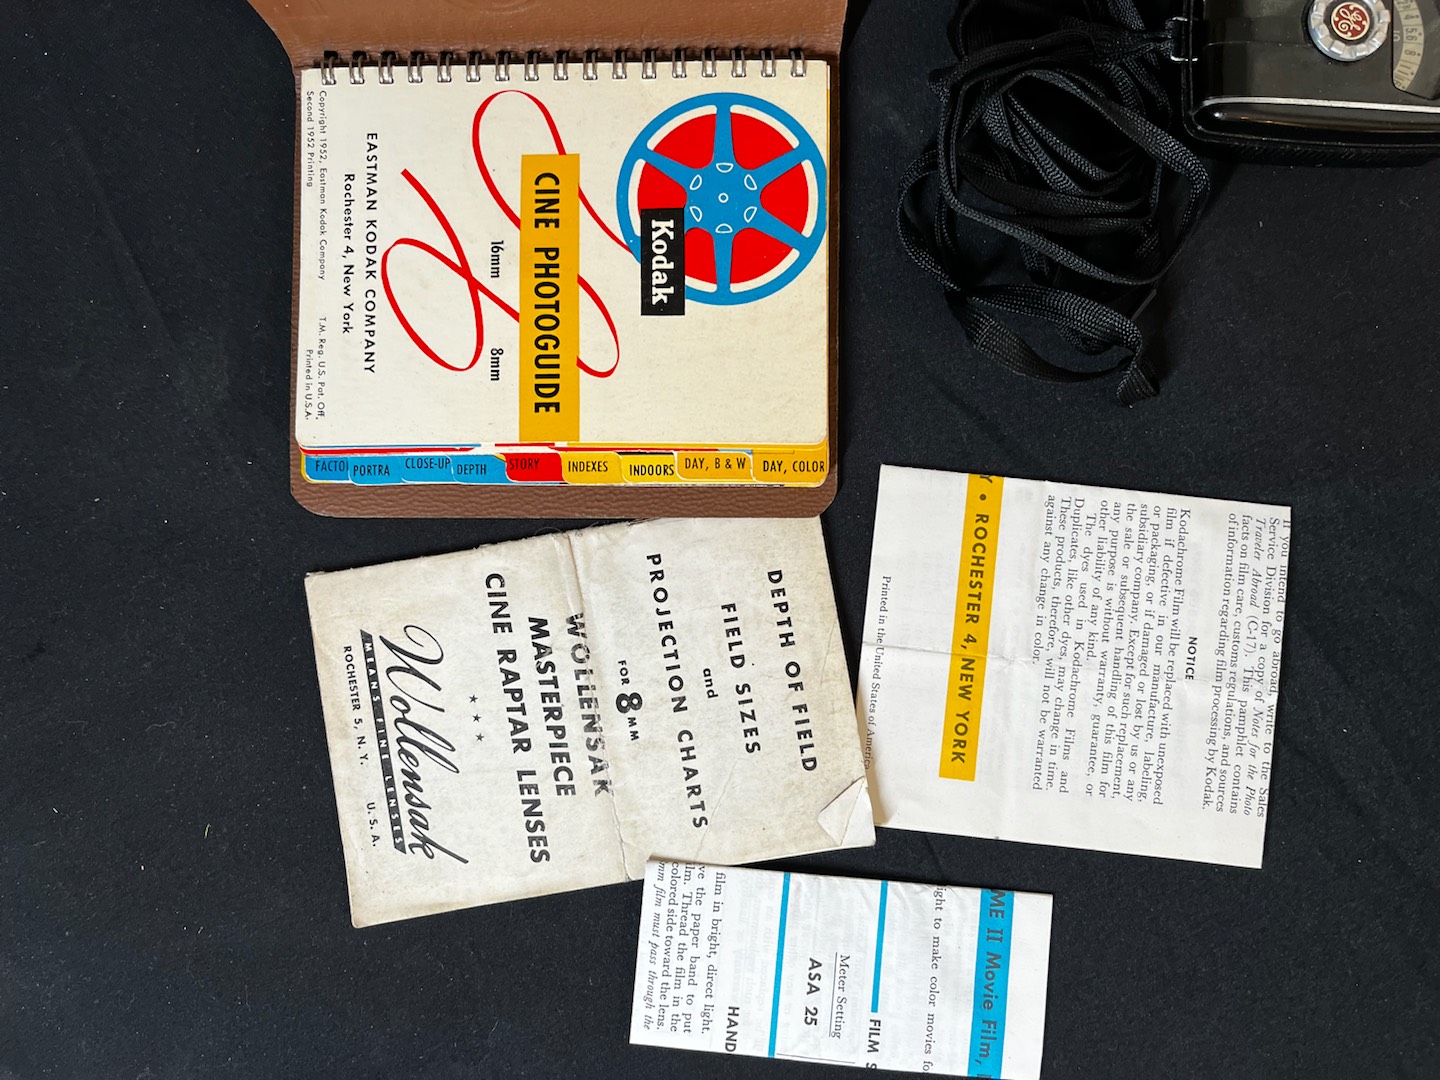 Kodak
CINE PHOTOGUIDE
16mm 8mm
EASTMAN KODAK COMPANY
Rochester 4, New York
Copyright 1952, Eastman Kodak Company T.M. Reg. U.S. Pat. Off.
Second 1952 Printing Printed in U.S.A.
FACTO
PORTRA
CLOSE-UP
DEPTH
STORY
INDEXES
INDOORS
DAY, B & W
DAY, COLOR
DEPTH OF FIELD
FIELD SIZES
and
PROJECTION CHARTS
FOR 8MM
WOLLENSAK
MASTERPIECE
CINE RAPTAR LENSES
Wollensak
MEANS FINE LENSES
ROCHESTER 5, N. Y. U. S. A.
If you intend to go abroad, write to the Sales
Service Division for a copy of Notes for the Photo
Traveler Abroad (C-17). This pamphlet contains
facts on film care, customs regulations, and sources
of information regarding film processing by Kodak.
NOTICE
Kodachrome Film will be replaced with unexposed
film if defective in our manufacture, labeling,
or packaging, or if damaged or lost by us or any
subsidiary company. Except for such replacement,
the sale or subsequent handling of this film for
any purpose is without warranty, guarantee, or
other liability of any kind.
The dyes used in Kodachrome Films and
Duplicates, like other dyes, may change in time.
These products, therefore, will not be warranted
against any change in color.
Y • ROCHESTER 4, NEW YORK
Printed in the United States of America
ME II Movie Film,
ight to make color movies fo
FILM S
Meter Setting
ASA 25
HAND
film in bright, direct light.
ve the paper band to put
lm. Thread the film in the
colored side toward the lens.
mm film must pass through the
GE
4
5.6
8